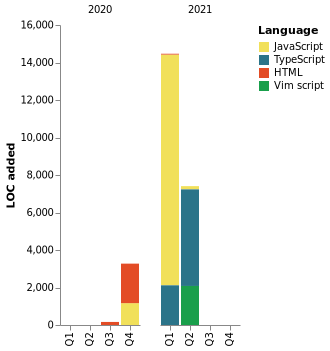 2020 2021
Language
JavaScript
TypeScript
HTML
Vim script
LOC added
16,000
14,000
12,000
10,000
8,000
6,000
4,000
2,000
0
Q1 Q2 Q3 Q4 Q1 Q2 Q3 Q4